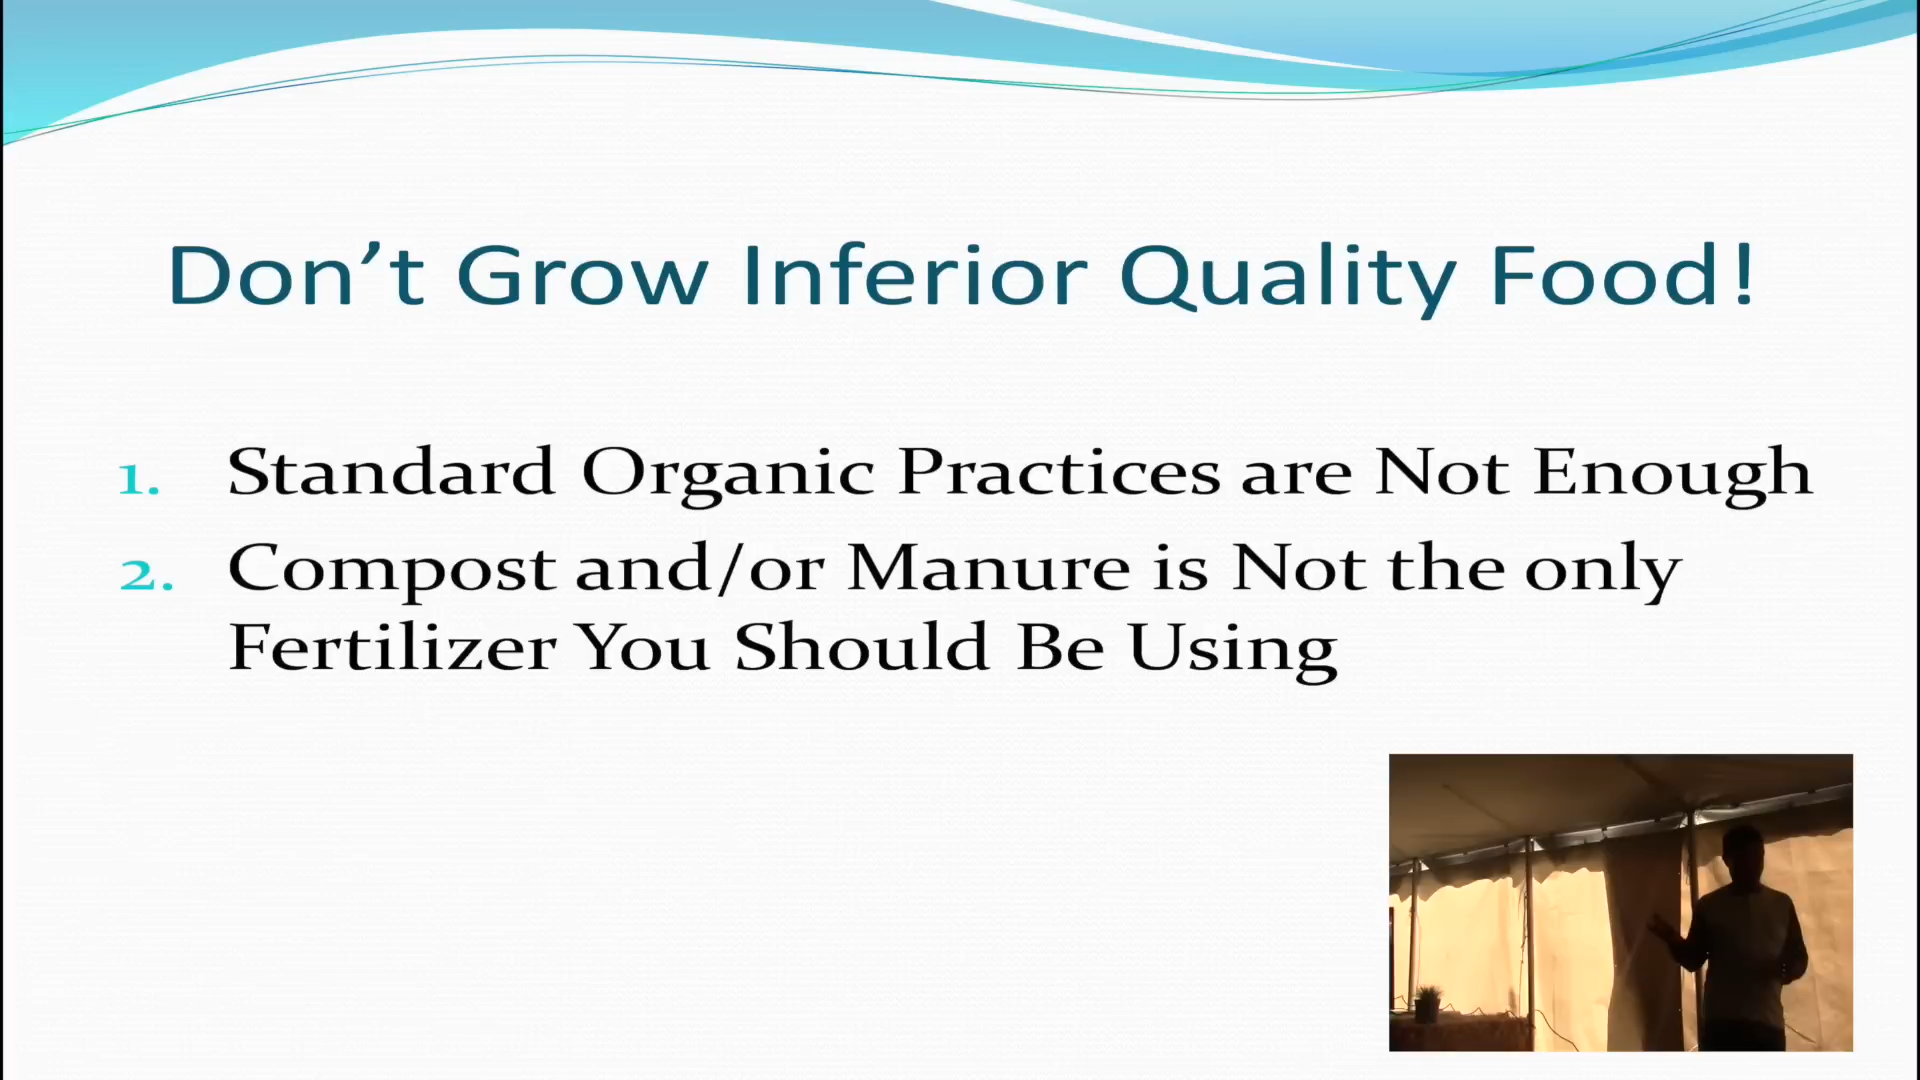 Don’t Grow Inferior Quality Food!
1. Standard Organic Practices are Not Enough
2. Compost and/or Manure is Not the only
Fertilizer You Should Be Using